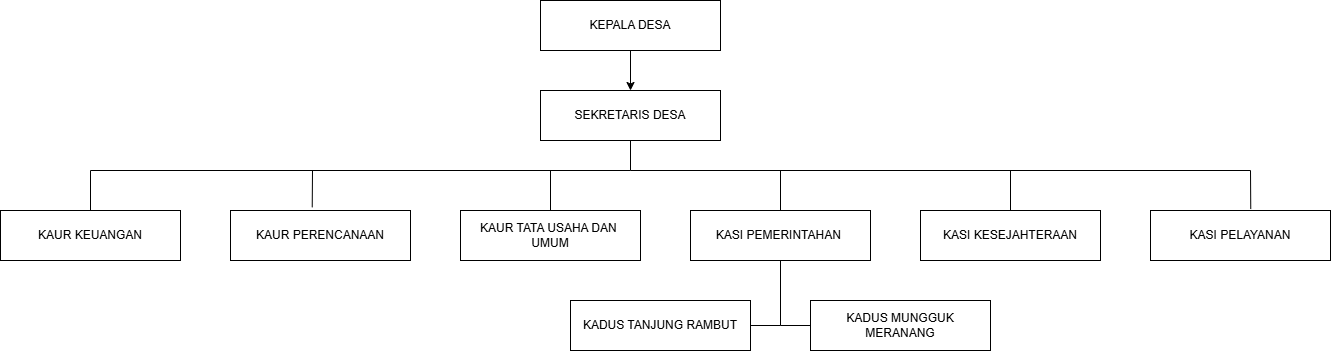 KEPALA DESA
SEKRETARIS DESA
KAUR KEUANGAN
KAUR PERENCANAAN
KAUR TATA USAHA DAN
UMUM
KASI PEMERINTAHAN
KASI KESEJAHTERAAN
KASI PELAYANAN
KADUS TANJUNG RAMBUT
KADUS MUNGGUK
MERANANG